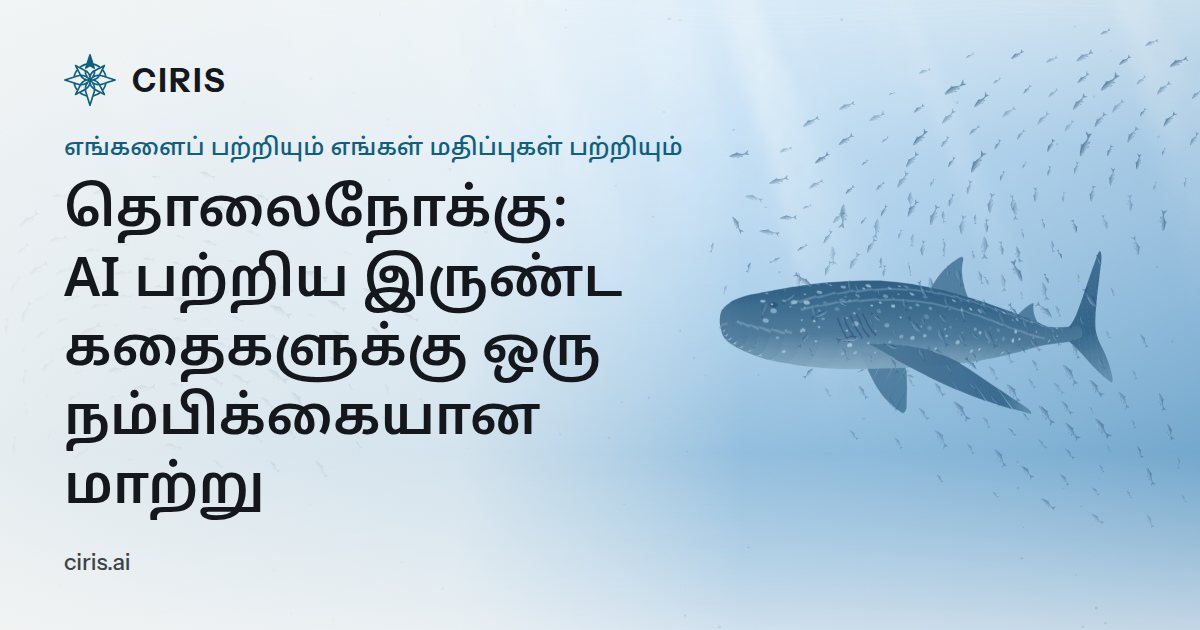 CIRIS
எங்களைப் பற்றியும் எங்கள் மதிப்புகள் பற்றியும்
தொலைநோக்கு:
AI பற்றிய இருண்ட
கதைகளுக்கு ஒரு
நம்பிக்கையான
மாற்று
ciris.ai